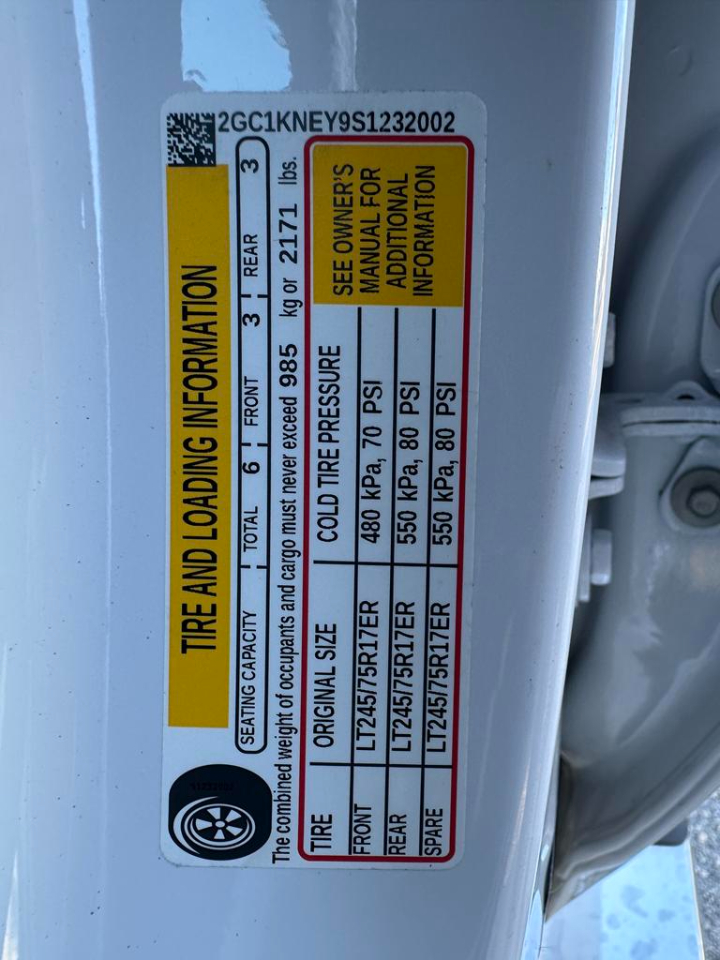 2GC1KNEY9S1232002
TIRE AND LOADING INFORMATION
SEATING CAPACITY TOTAL 6 FRONT 3 REAR 3
The combined weight of occupants and cargo must never exceed 985 kg or 2171 lbs.
TIRE ORIGINAL SIZE COLD TIRE PRESSURE
FRONT LT245/75R17ER 480 kPa, 70 PSI
REAR LT245/75R17ER 550 kPa, 80 PSI
SPARE LT245/75R17ER 550 kPa, 80 PSI
SEE OWNER'S
MANUAL FOR
ADDITIONAL
INFORMATION